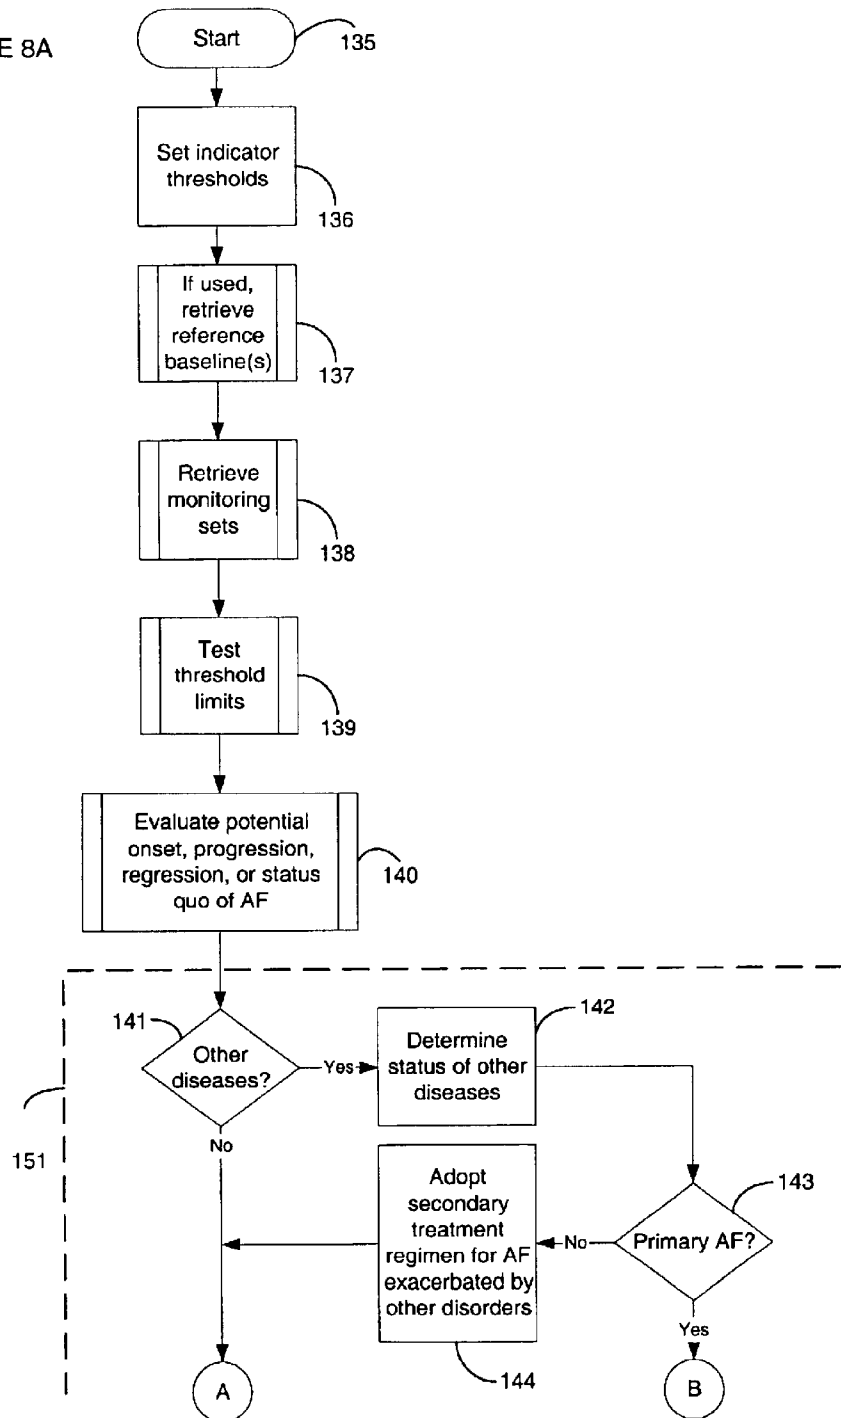 E 8A
Start
135
Set indicator
thresholds
136
If used,
retrieve
reference
baseline(s)
137
Retrieve
monitoring
sets
138
Test
threshold
limits
139
Evaluate potential
onset, progression,
regression, or status
quo of AF
140
141
Other
diseases?
Yes
No
142
Determine
status of other
diseases
151
143
Primary AF?
No
Yes
Adopt
secondary
treatment
regimen for AF
exacerbated by
other disorders
144
A
B